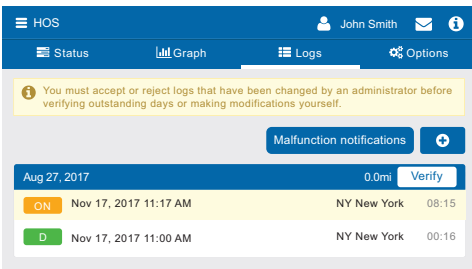 HOS John Smith
Status Graph Logs Options
You must accept or reject logs that have been changed by an administrator before
verifying outstanding days or making modifications yourself.
Malfunction notifications
Aug 27, 2017 0.0mi Verify
ON Nov 17, 2017 11:17 AM NY New York 08:15
D Nov 17, 2017 11:00 AM NY New York 00:16